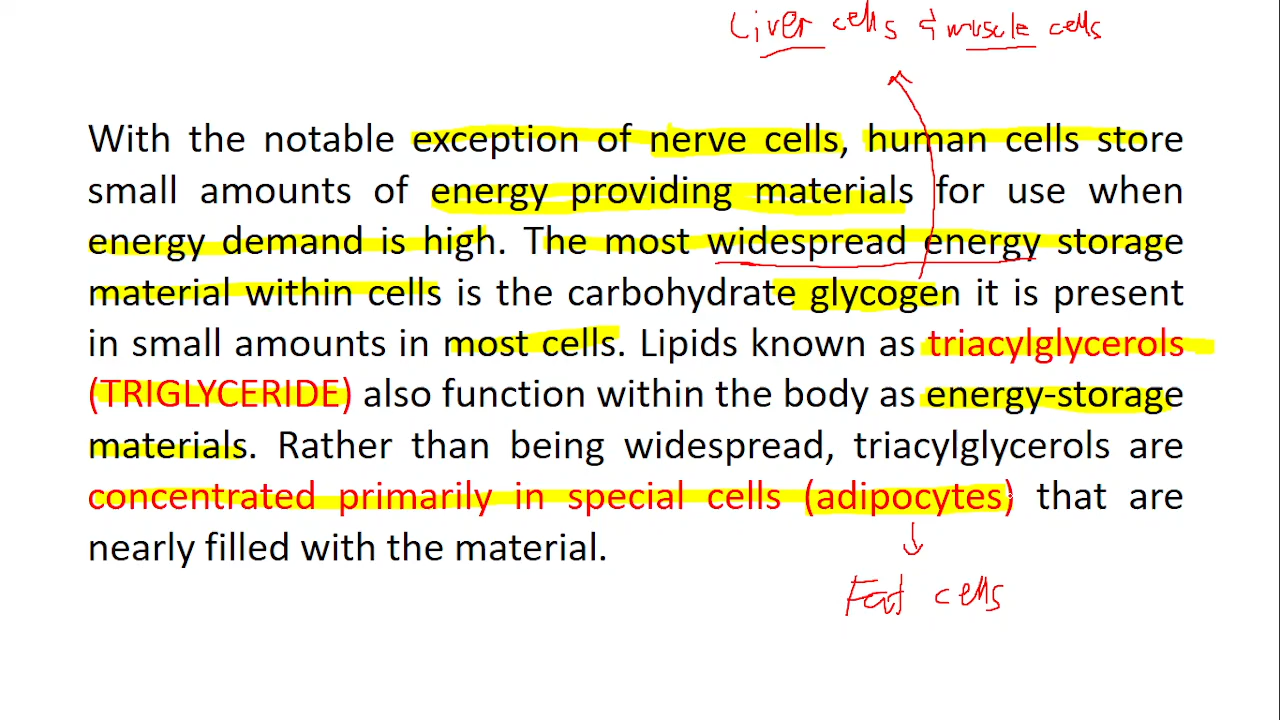 Liver cells & muscle cells
With the notable exception of nerve cells, human cells store
small amounts of energy providing materials for use when
energy demand is high. The most widespread energy storage
material within cells is the carbohydrate glycogen it is present
in small amounts in most cells. Lipids known as triacylglycerols
(TRIGLYCERIDE) also function within the body as energy-storage
materials. Rather than being widespread, triacylglycerols are
concentrated primarily in special cells (adipocytes) that are
nearly filled with the material.
Fat cells